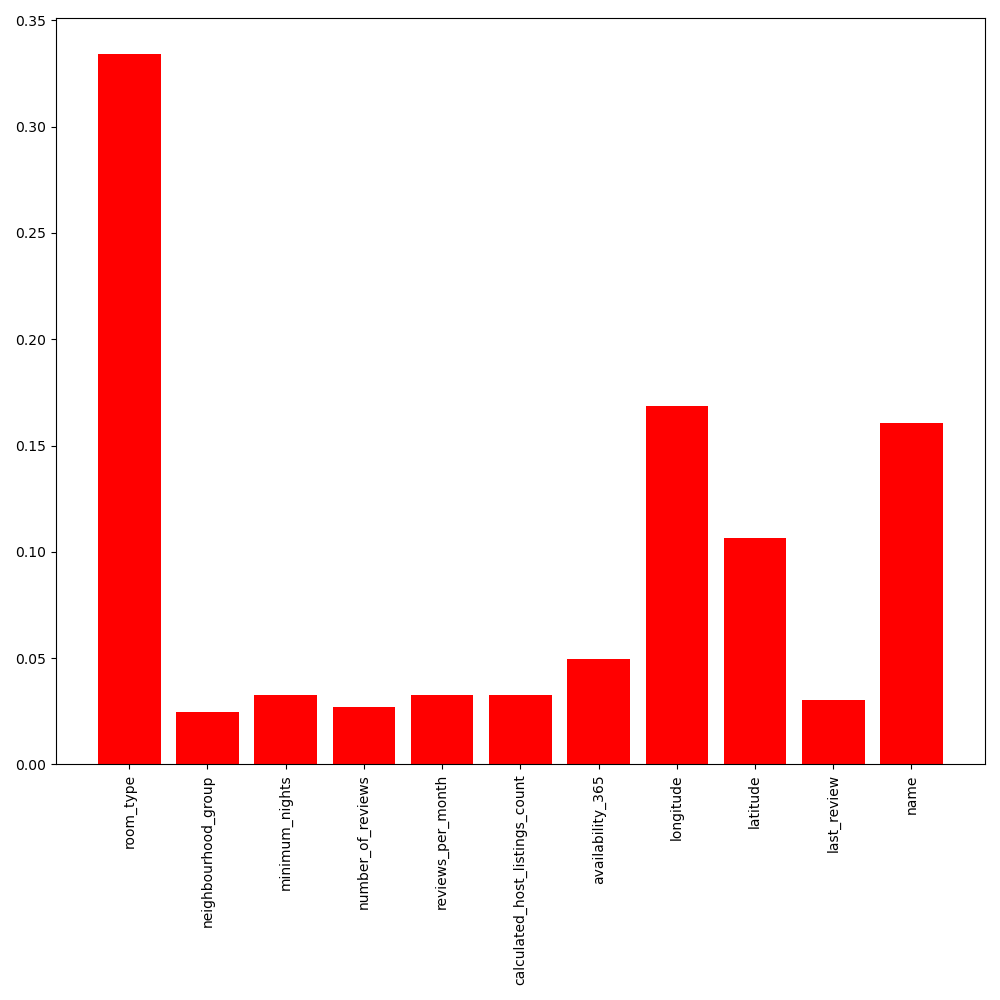 0.35
0.30
0.25
0.20
0.15
0.10
0.05
0.00
room_type
neighbourhood_group
minimum_nights
number_of_reviews
reviews_per_month
calculated_host_listings_count
availability_365
longitude
latitude
last_review
name